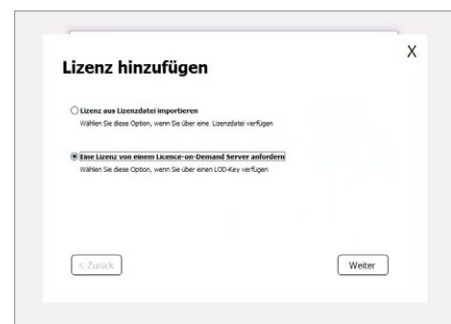 X
Lizenz hinzufügen
Lizenz aus Lizenzdatei importieren
Wählen Sie diese Option, wenn Sie über eine Lizenzdatei verfügen
Eine Lizenz von einem Licence-on-Demand Server anfordern
Wählen Sie diese Option, wenn Sie über einen LOD-Key verfügen
< Zurück
Weiter